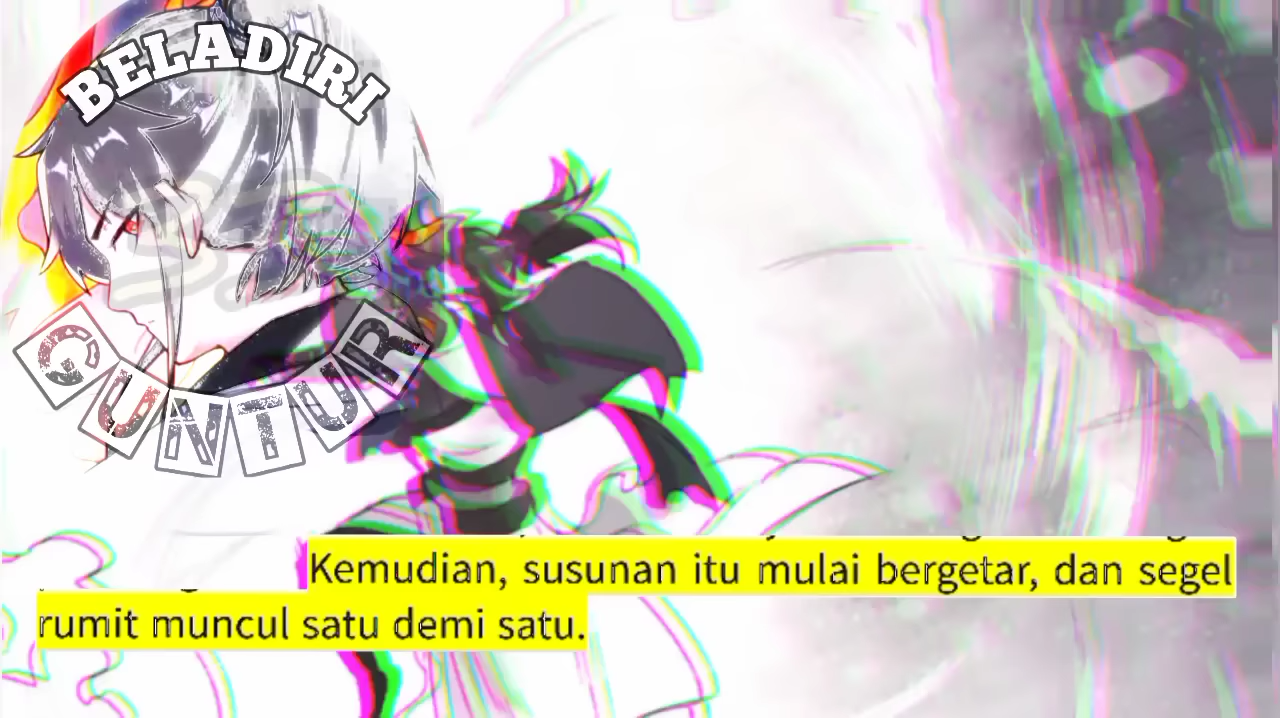 BELADIRI
GUNTUR
Kemudian, susunan itu mulai bergetar, dan segel
rumit muncul satu demi satu.